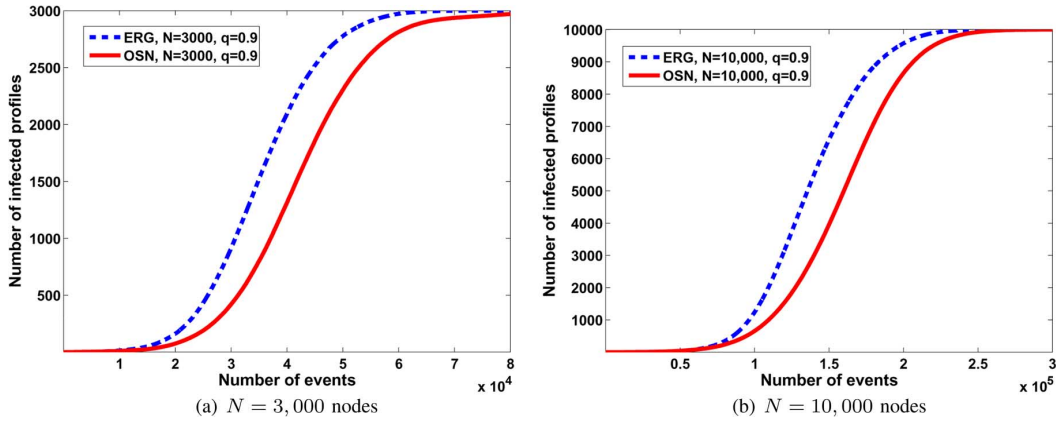 3000
2500
2000
1500
1000
500
Number of infected profiles
ERG, N=3000, q=0.9
OSN, N=3000, q=0.9
1 2 3 4 5 6 7 8
Number of events
x 10^4
(a) N = 3,000 nodes
10000
9000
8000
7000
6000
5000
4000
3000
2000
1000
Number of infected profiles
ERG, N=10,000, q=0.9
OSN, N=10,000, q=0.9
0.5 1 1.5 2 2.5 3
Number of events
x 10^5
(b) N = 10,000 nodes